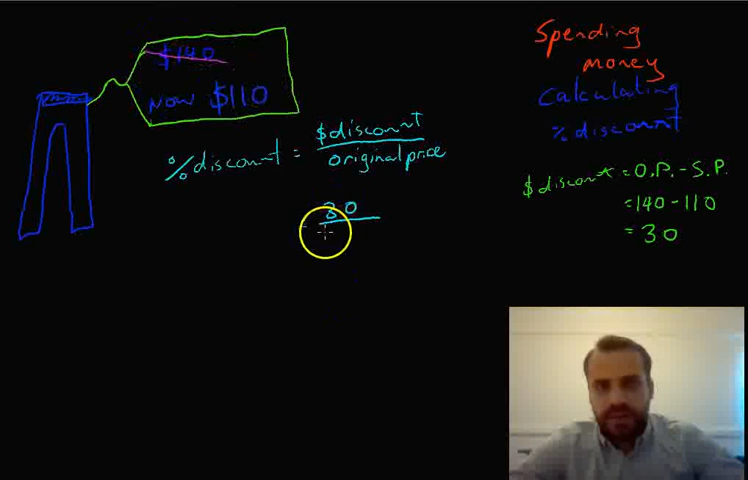 $140
NOW $110
Spending
money
Calculating
% discount
% discount = $discount
original price
$ discount = O.P. - S.P.
= 140 - 110
= 30
30